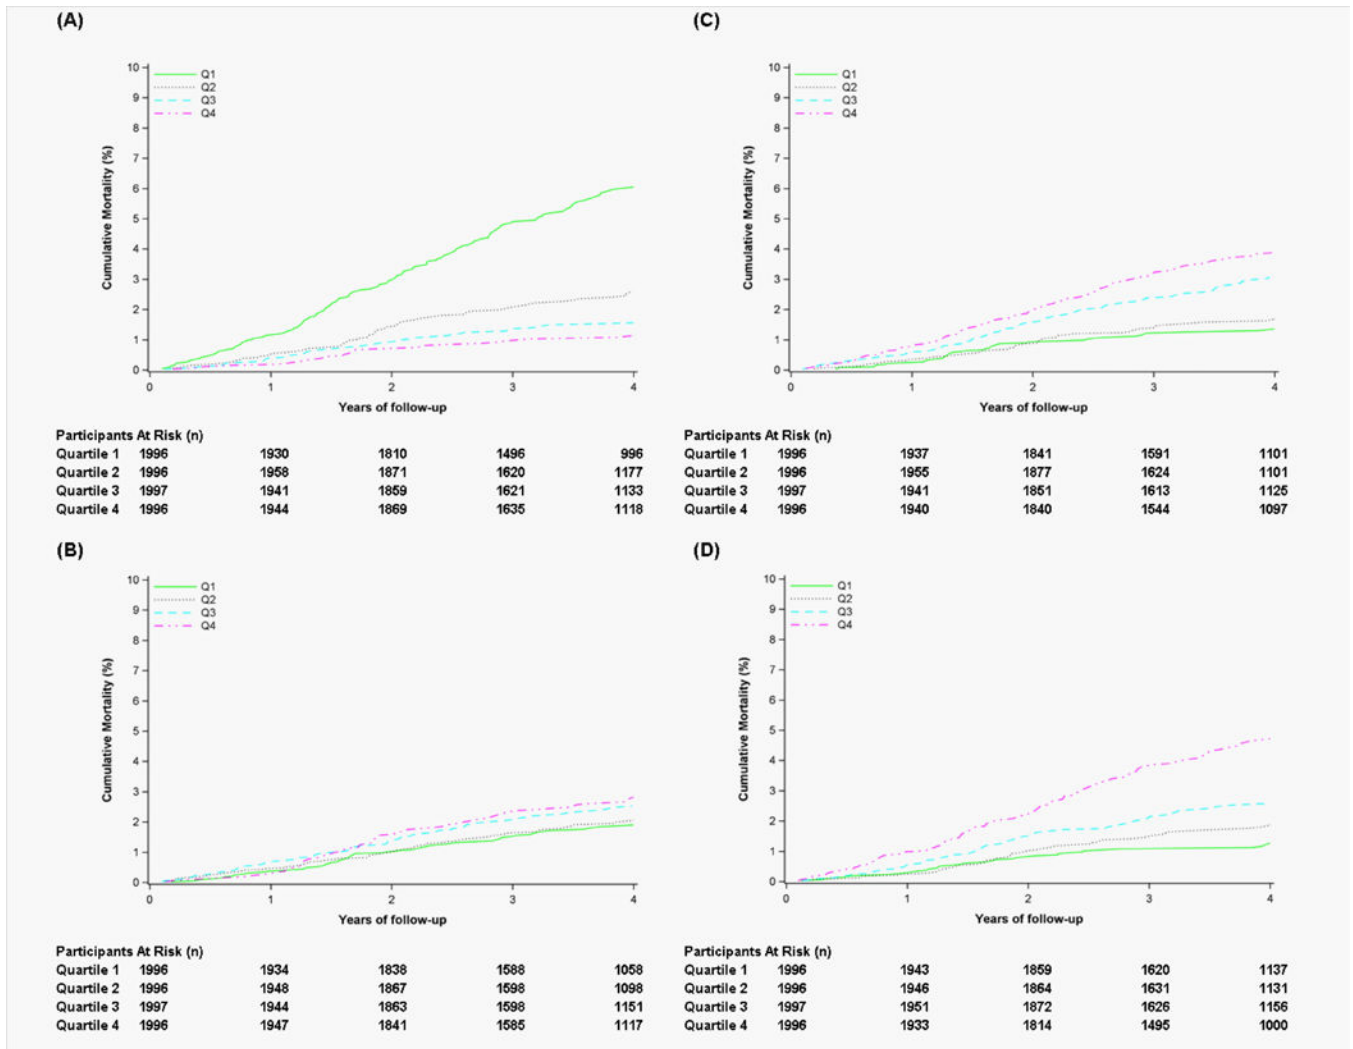 (A)
10
9
8
7
6
5
4
3
2
1
0
Cumulative Mortality (%)
Q1
Q2
Q3
Q4
0 1 2 3 4
Years of follow-up
Participants At Risk (n)
Quartile 1 1996 1930 1810 1496 996
Quartile 2 1996 1958 1871 1620 1177
Quartile 3 1997 1941 1859 1621 1133
Quartile 4 1996 1944 1869 1635 1118
(C)
10
9
8
7
6
5
4
3
2
1
0
Cumulative Mortality (%)
Q1
Q2
Q3
Q4
0 1 2 3 4
Years of follow-up
Participants At Risk (n)
Quartile 1 1996 1937 1841 1591 1101
Quartile 2 1996 1955 1877 1624 1101
Quartile 3 1997 1941 1851 1613 1125
Quartile 4 1996 1940 1840 1544 1097
(B)
10
9
8
7
6
5
4
3
2
1
0
Cumulative Mortality (%)
Q1
Q2
Q3
Q4
0 1 2 3 4
Years of follow-up
Participants At Risk (n)
Quartile 1 1996 1934 1838 1588 1058
Quartile 2 1996 1948 1867 1598 1098
Quartile 3 1997 1944 1863 1598 1151
Quartile 4 1996 1947 1841 1585 1117
(D)
10
9
8
7
6
5
4
3
2
1
0
Cumulative Mortality (%)
Q1
Q2
Q3
Q4
0 1 2 3 4
Years of follow-up
Participants At Risk (n)
Quartile 1 1996 1943 1859 1620 1137
Quartile 2 1996 1946 1864 1631 1131
Quartile 3 1997 1951 1872 1626 1156
Quartile 4 1996 1933 1814 1495 1000